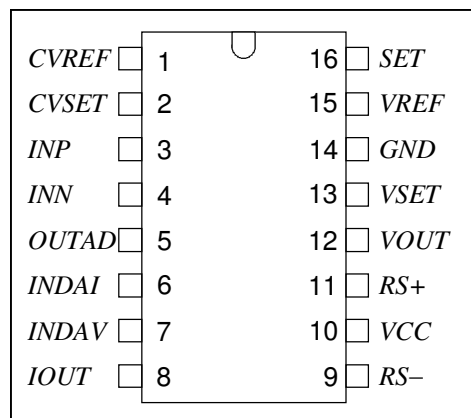 CVREF 1 16 SET
CVSET 2 15 VREF
INP 3 14 GND
INN 4 13 VSET
OUTAD 5 12 VOUT
INDAI 6 11 RS+
INDAV 7 10 VCC
IOUT 8 9 RS−